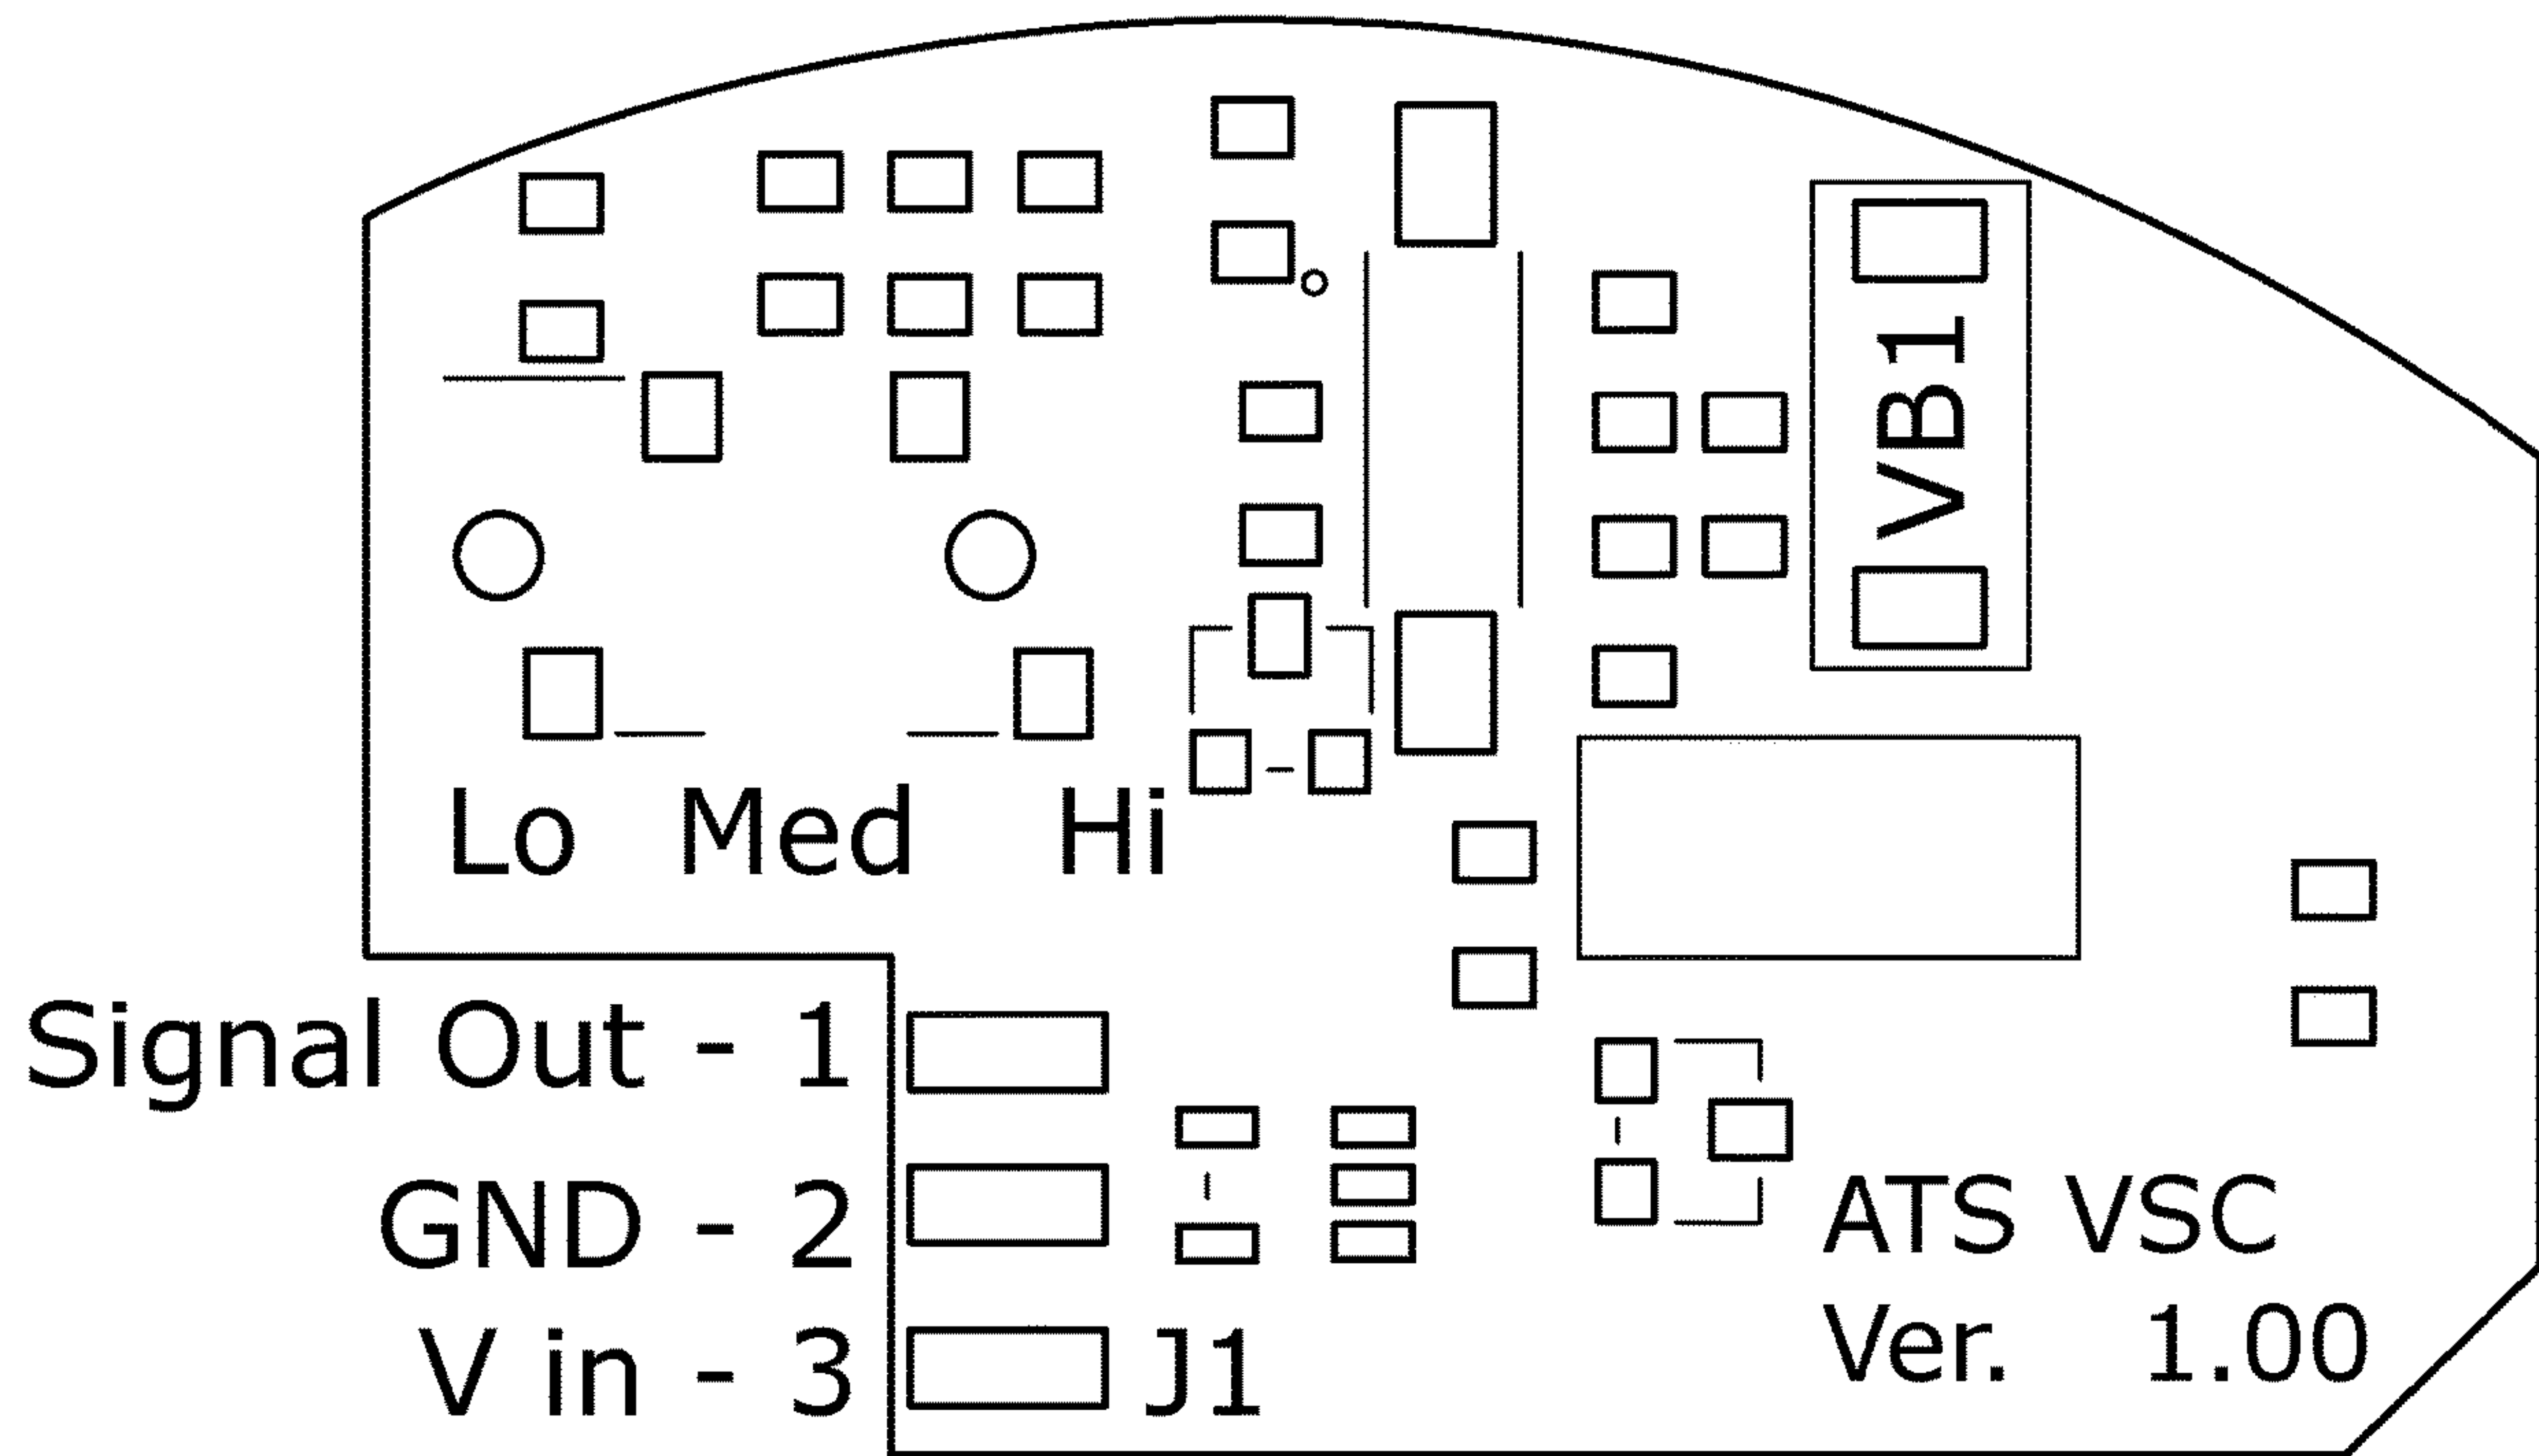 VB1
Lo Med Hi
Signal Out - 1
GND - 2
V in - 3
J1
ATS VSC
Ver. 1.00